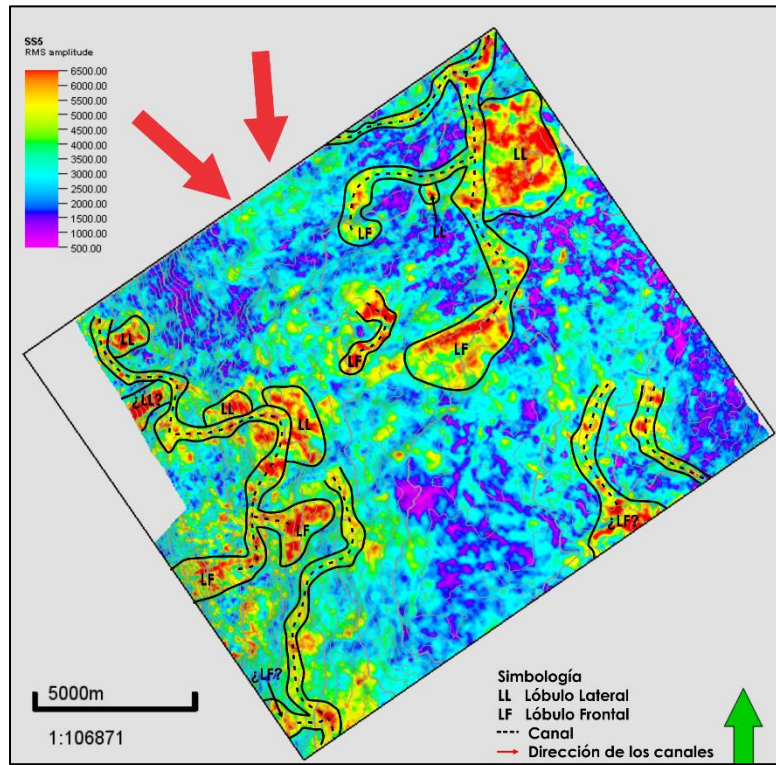 SS5
RMS amplitude
6500.00
6000.00
5500.00
5000.00
4500.00
4000.00
3500.00
3000.00
2500.00
2000.00
1500.00
1000.00
500.00
LL
LF
LL
LL
LF
LF
¿LL?
LL
LL
LF
¿LF?
LF
¿LF?
5000m
1:106871
Simbología
LL Lóbulo Lateral
LF Lóbulo Frontal
Canal
Dirección de los canales